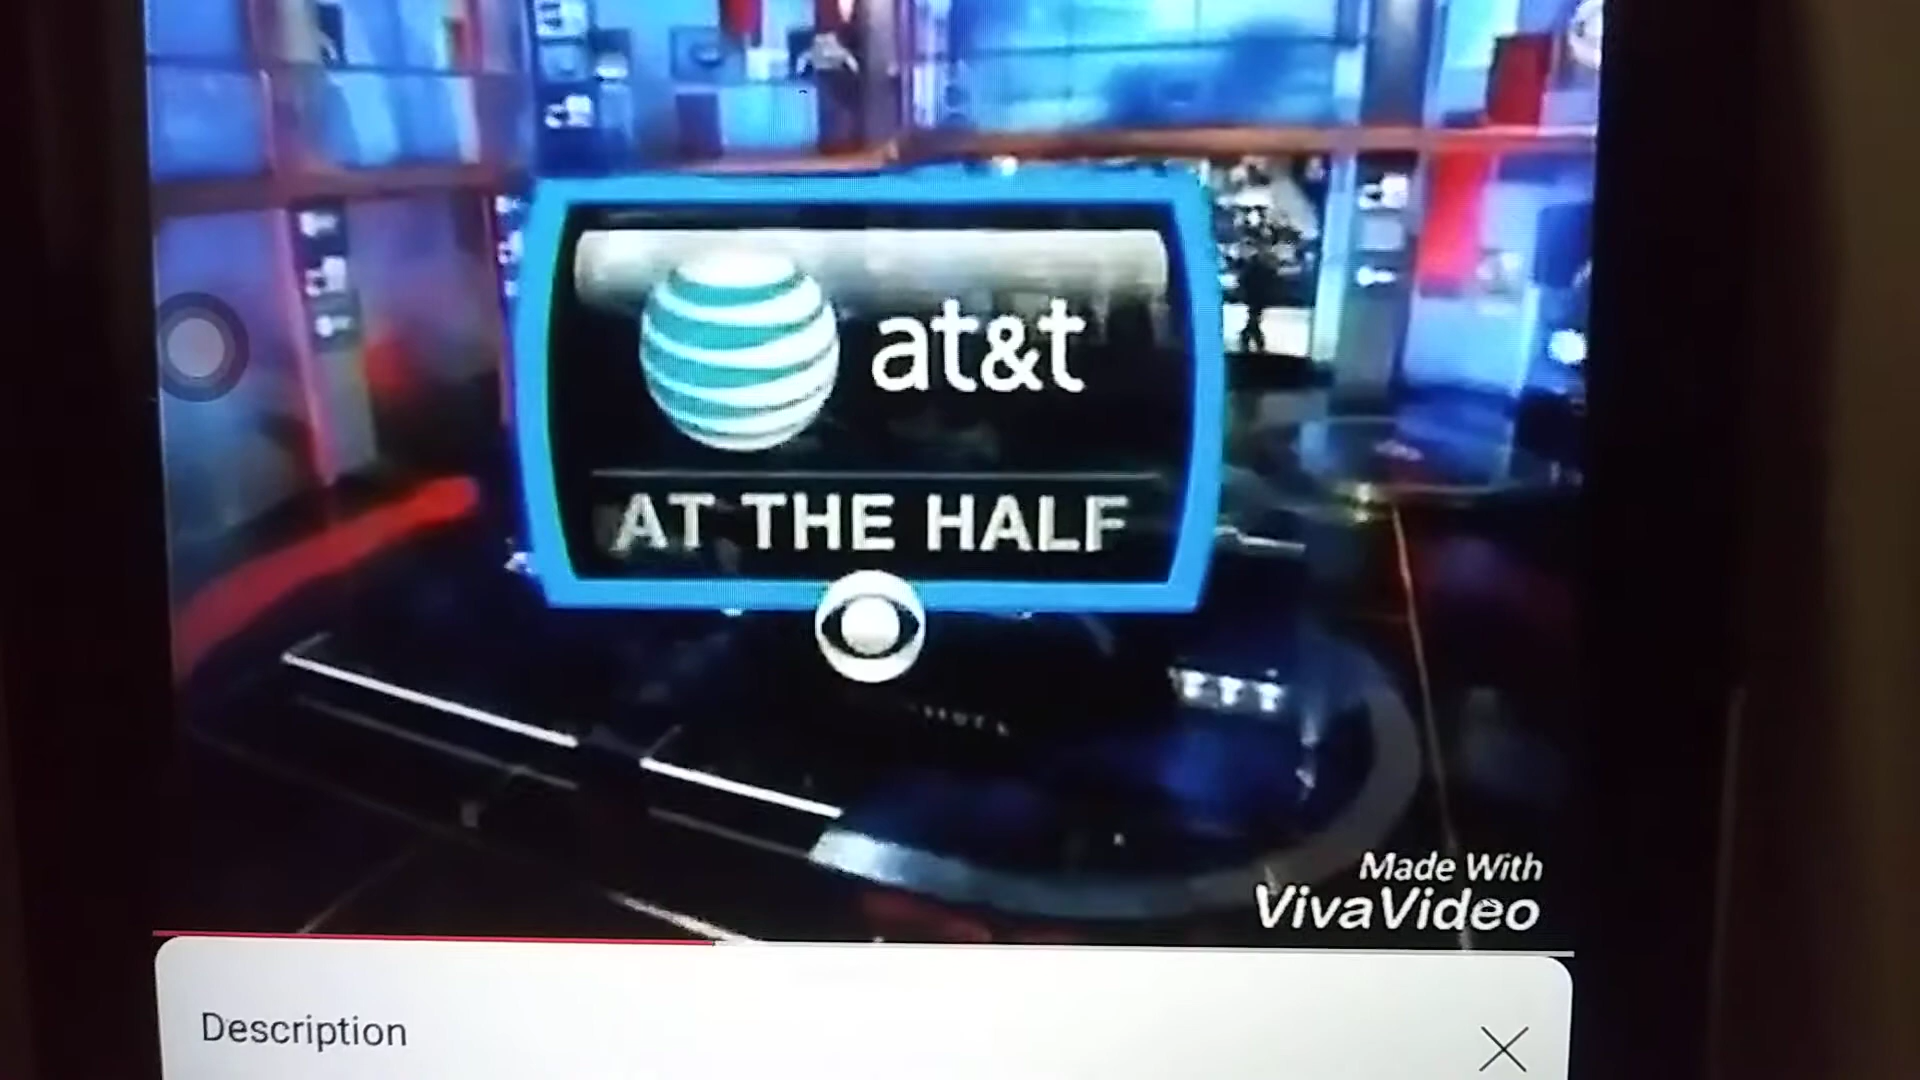 at&t
AT THE HALF
Made With
VivaVideo
Description